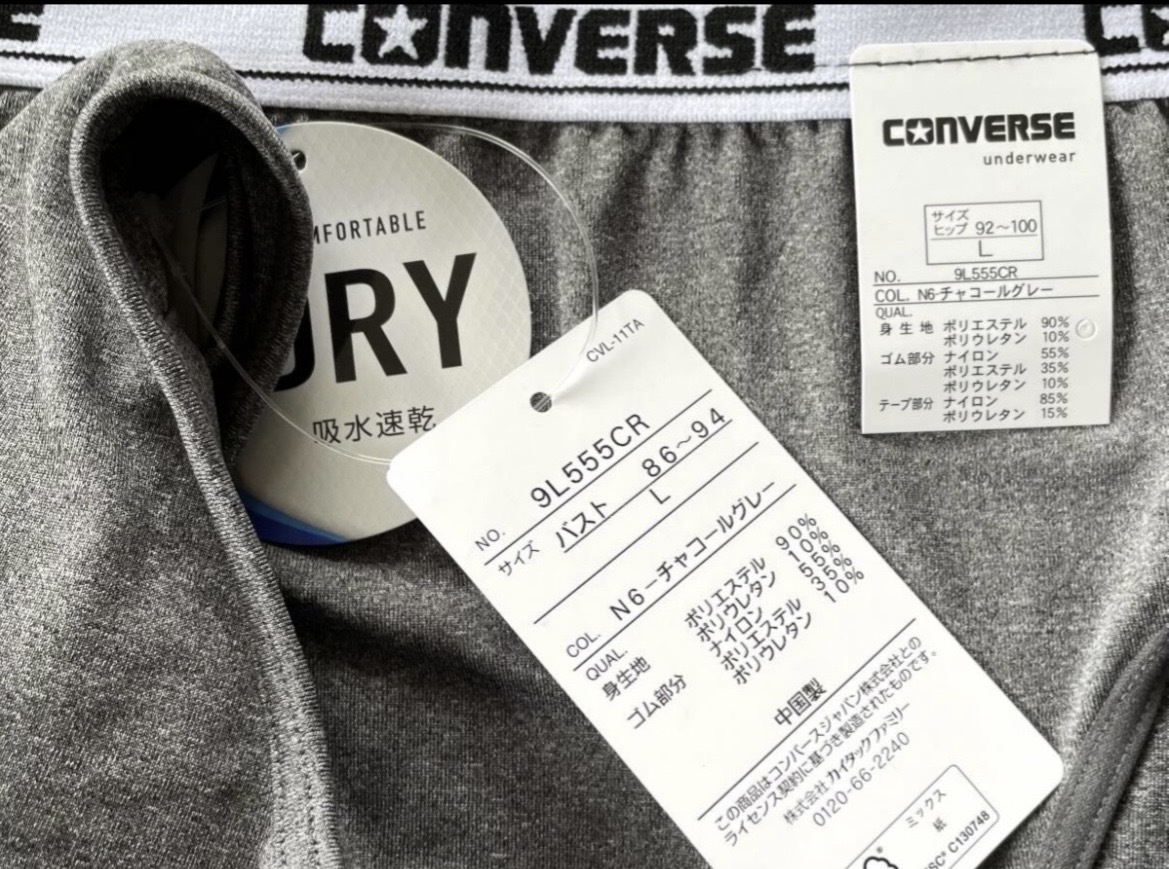 CONVERSE
CONVERSE
underwear
サイズ
ヒップ 92～100
L
NO. 9L555CR
COL. N6-チャコールグレー
QUAL.
身生地 ポリエステル 90%
ポリウレタン 10%
ゴム部分 ナイロン 55%
ポリエステル 35%
ポリウレタン 10%
テープ部分 ナイロン 85%
ポリウレタン 15%
MFORTABLE
DRY
吸水速乾
CVL-11TA
NO. 9L555CR
サイズ バスト 86～94
L
COL. N6－チャコールグレー
QUAL.
身生地 ポリエステル 90%
ポリウレタン 10%
ゴム部分 ナイロン 55%
ポリエステル 35%
ポリウレタン 10%
中国製
この商品はコンバースジャパン株式会社との
ライセンス契約に基づき製造されたものです。
株式会社カイタックファミリー
0120-66-2240
ミックス
紙
SC® C130748